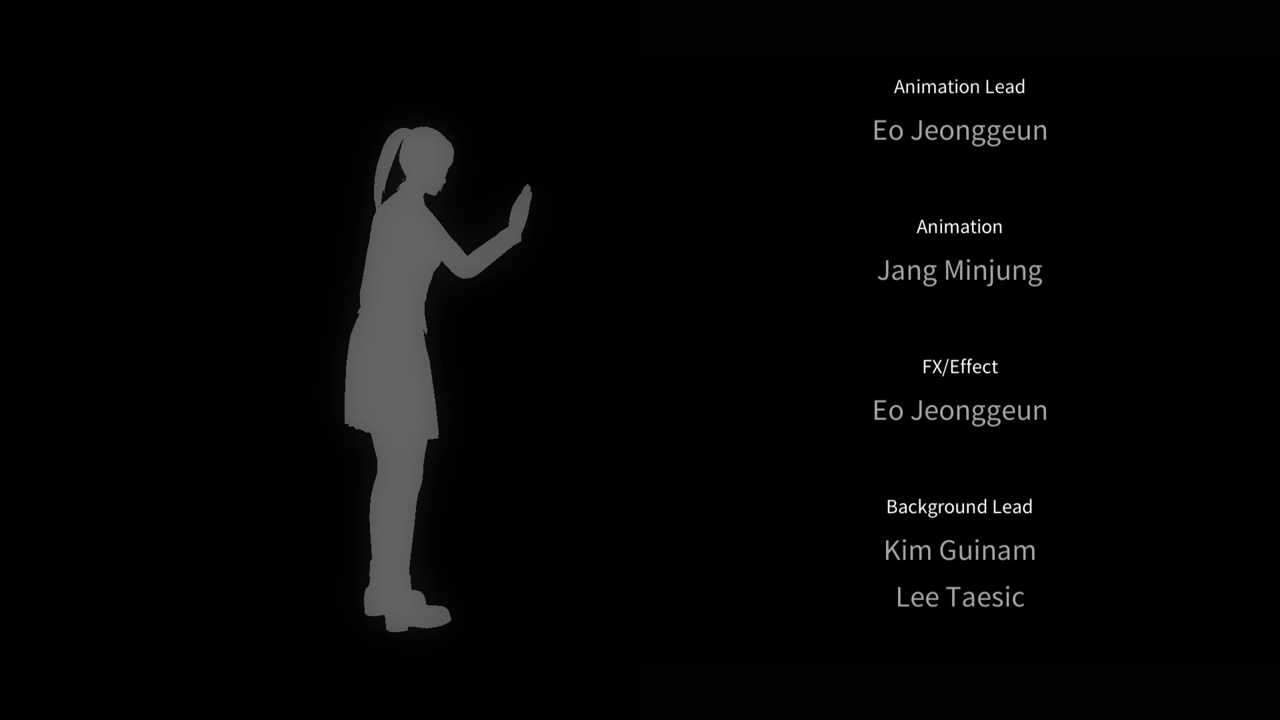 Animation Lead
Eo Jeonggeun
Animation
Jang Minjung
FX/Effect
Eo Jeonggeun
Background Lead
Kim Guinam
Lee Taesic